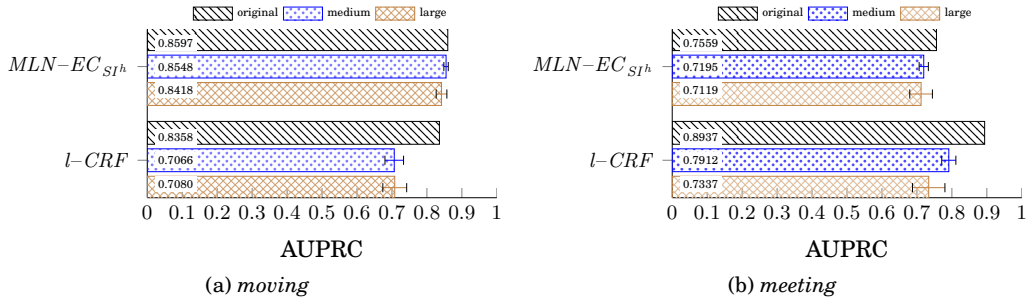 original medium large
0.8597
MLN−EC_SI^h 0.8548
0.8418
0.8358
l−CRF 0.7066
0.7080
0 0.1 0.2 0.3 0.4 0.5 0.6 0.7 0.8 0.9 1
AUPRC
(a) moving
original medium large
0.7559
MLN−EC_SI^h 0.7195
0.7119
0.8937
l−CRF 0.7912
0.7337
0 0.1 0.2 0.3 0.4 0.5 0.6 0.7 0.8 0.9 1
AUPRC
(b) meeting